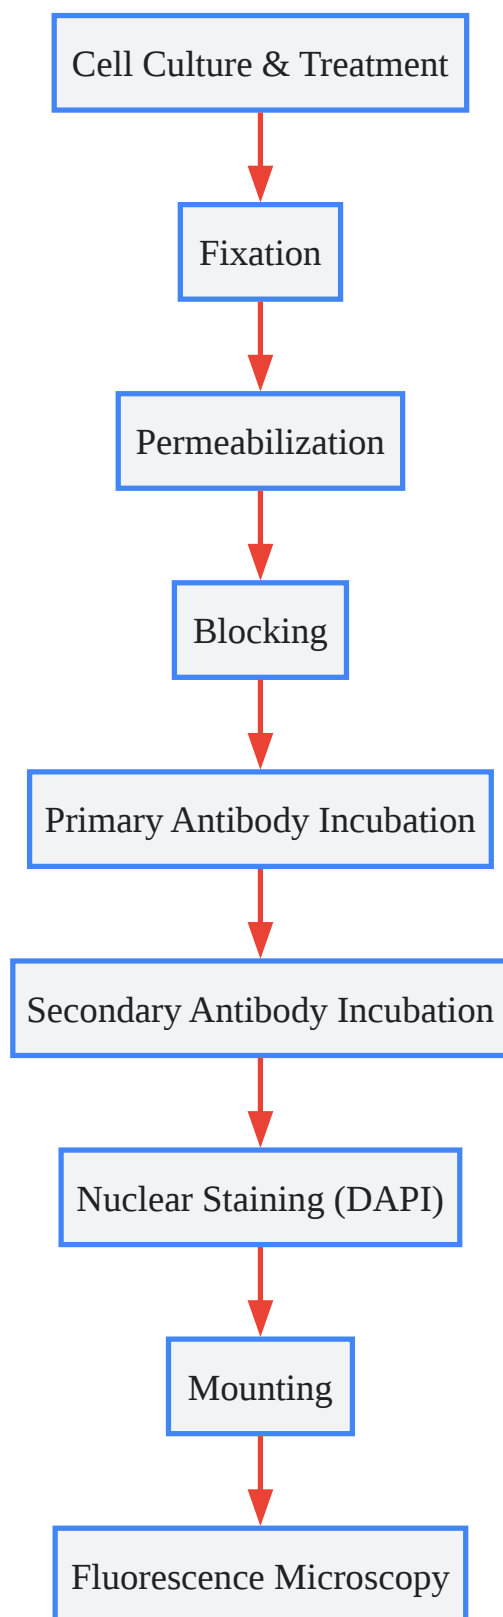 Cell Culture & Treatment
Fixation
Permeabilization
Blocking
Primary Antibody Incubation
Secondary Antibody Incubation
Nuclear Staining (DAPI)
Mounting
Fluorescence Microscopy